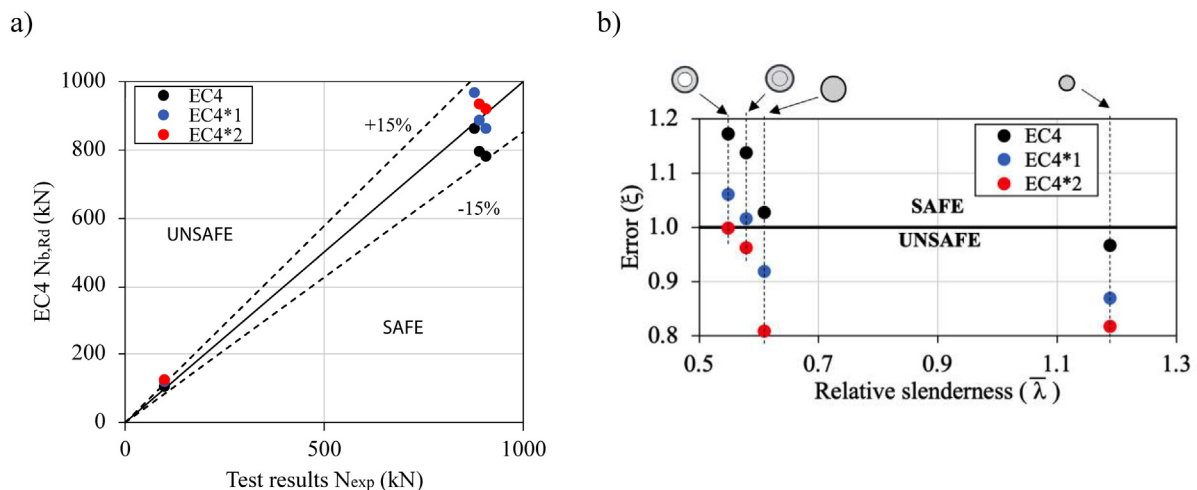 a)
1000
800
600
400
200
0
EC4 Nb,Rd (kN)
EC4
EC4*1
EC4*2
+15%
-15%
UNSAFE
SAFE
0
500
1000
Test results Nexp (kN)
b)
1.2
1.1
1.0
0.9
0.8
Error (ξ)
EC4
EC4*1
EC4*2
SAFE
UNSAFE
0.5
0.7
0.9
1.1
1.3
Relative slenderness (λ̅)